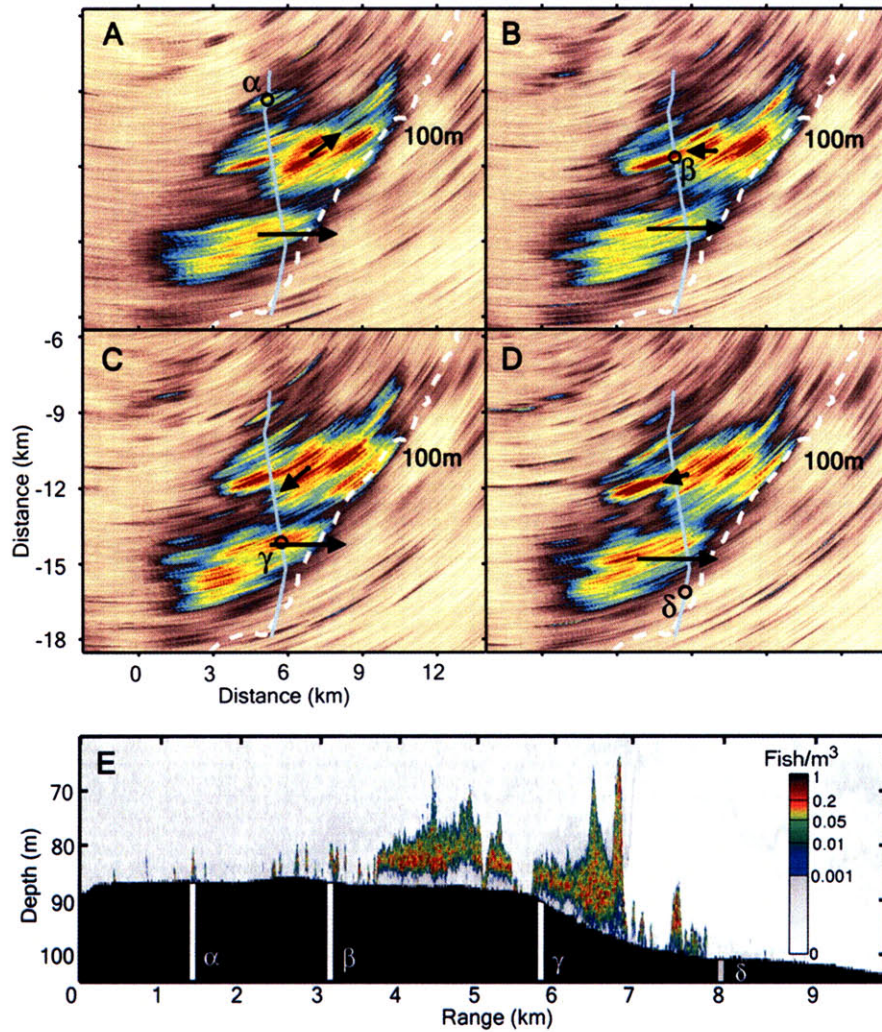 A
α
100m
B
β
100m
C
γ
100m
D
δ
100m
-6
-9
-12
-15
-18
Distance (km)
0 3 6 9 12
Distance (km)
E
Fish/m³
1
0.2
0.05
0.01
0.001
0
70
80
90
100
Depth (m)
α β γ δ
0 1 2 3 4 5 6 7 8 9
Range (km)